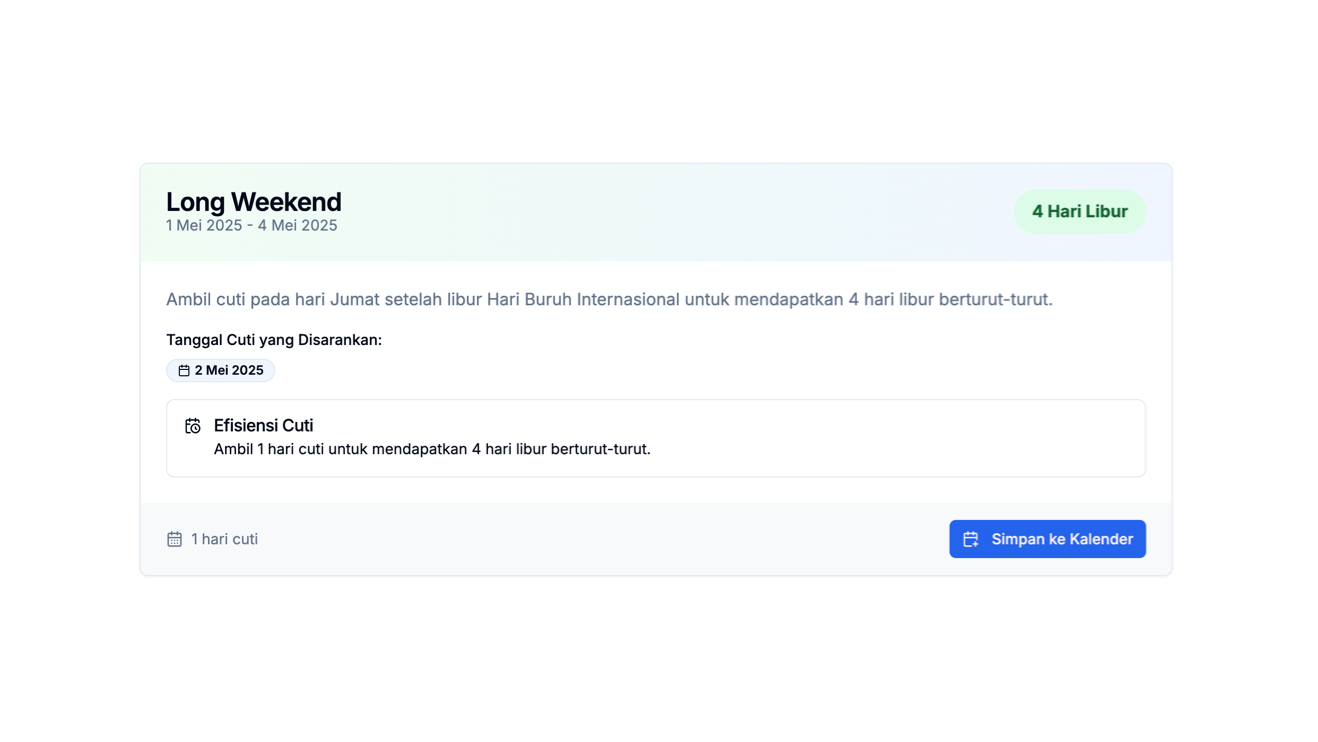 Long Weekend
1 Mei 2025 - 4 Mei 2025
4 Hari Libur
Ambil cuti pada hari Jumat setelah libur Hari Buruh Internasional untuk mendapatkan 4 hari libur berturut-turut.
Tanggal Cuti yang Disarankan:
2 Mei 2025
Efisiensi Cuti
Ambil 1 hari cuti untuk mendapatkan 4 hari libur berturut-turut.
1 hari cuti
Simpan ke Kalender